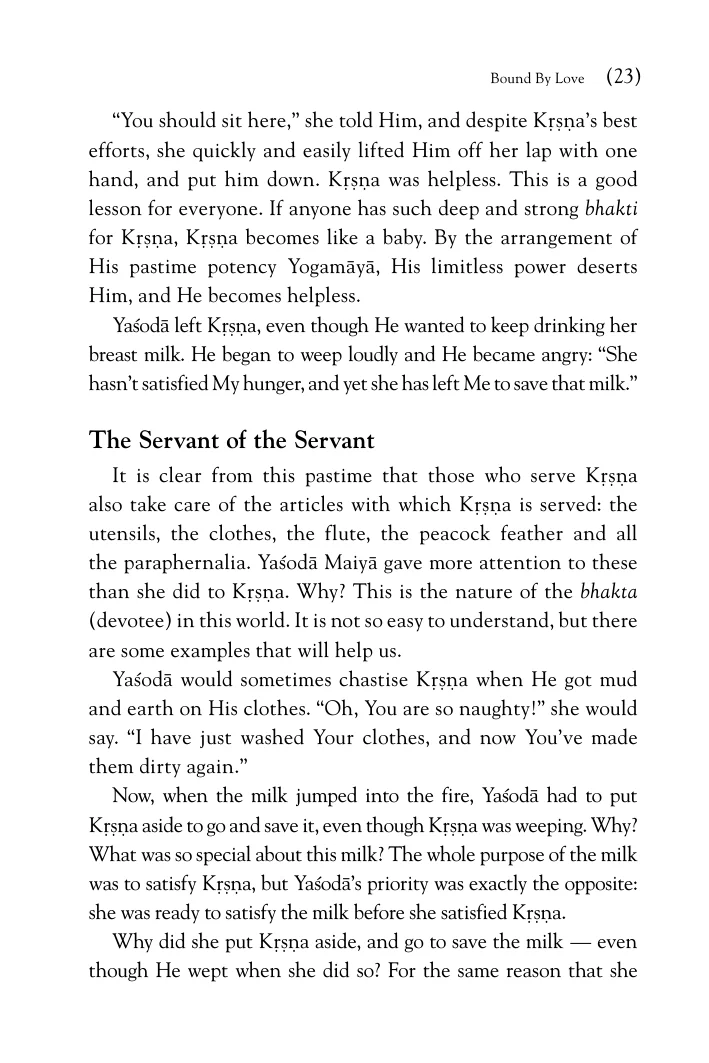 Bound By Love (23)
“You should sit here,” she told Him, and despite Kṛṣṇa’s best
efforts, she quickly and easily lifted Him off her lap with one
hand, and put him down. Kṛṣṇa was helpless. This is a good
lesson for everyone. If anyone has such deep and strong bhakti
for Kṛṣṇa, Kṛṣṇa becomes like a baby. By the arrangement of
His pastime potency Yogamāyā, His limitless power deserts
Him, and He becomes helpless.
Yaśodā left Kṛṣṇa, even though He wanted to keep drinking her
breast milk. He began to weep loudly and He became angry: “She
hasn’t satisfied My hunger, and yet she has left Me to save that milk.”
The Servant of the Servant
It is clear from this pastime that those who serve Kṛṣṇa
also take care of the articles with which Kṛṣṇa is served: the
utensils, the clothes, the flute, the peacock feather and all
the paraphernalia. Yaśodā Maiyā gave more attention to these
than she did to Kṛṣṇa. Why? This is the nature of the bhakta
(devotee) in this world. It is not so easy to understand, but there
are some examples that will help us.
Yaśodā would sometimes chastise Kṛṣṇa when He got mud
and earth on His clothes. “Oh, You are so naughty!” she would
say. “I have just washed Your clothes, and now You’ve made
them dirty again.”
Now, when the milk jumped into the fire, Yaśodā had to put
Kṛṣṇa aside to go and save it, even though Kṛṣṇa was weeping. Why?
What was so special about this milk? The whole purpose of the milk
was to satisfy Kṛṣṇa, but Yaśodā’s priority was exactly the opposite:
she was ready to satisfy the milk before she satisfied Kṛṣṇa.
Why did she put Kṛṣṇa aside, and go to save the milk — even
though He wept when she did so? For the same reason that she